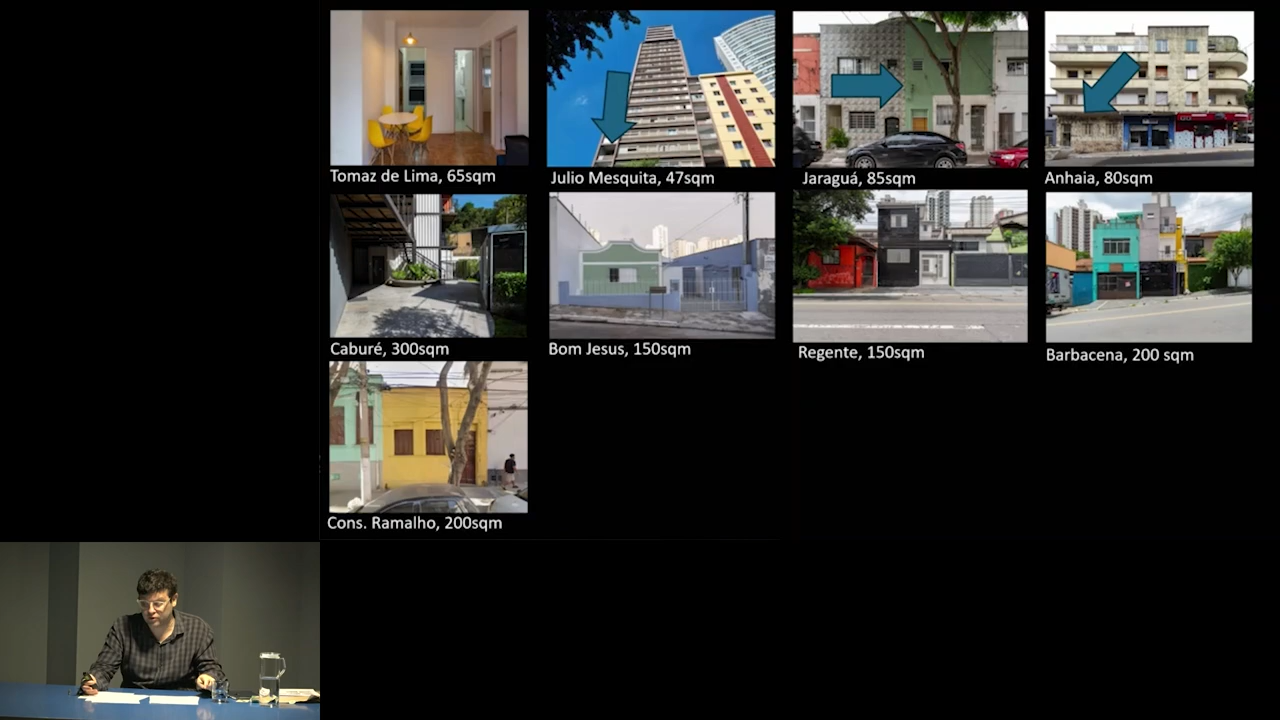 Tomaz de Lima, 65sqm
Julio Mesquita, 47sqm
Jaraguá, 85sqm
Anhaia, 80sqm
Caburé, 300sqm
Bom Jesus, 150sqm
Regente, 150sqm
Barbacena, 200 sqm
Cons. Ramalho, 200sqm